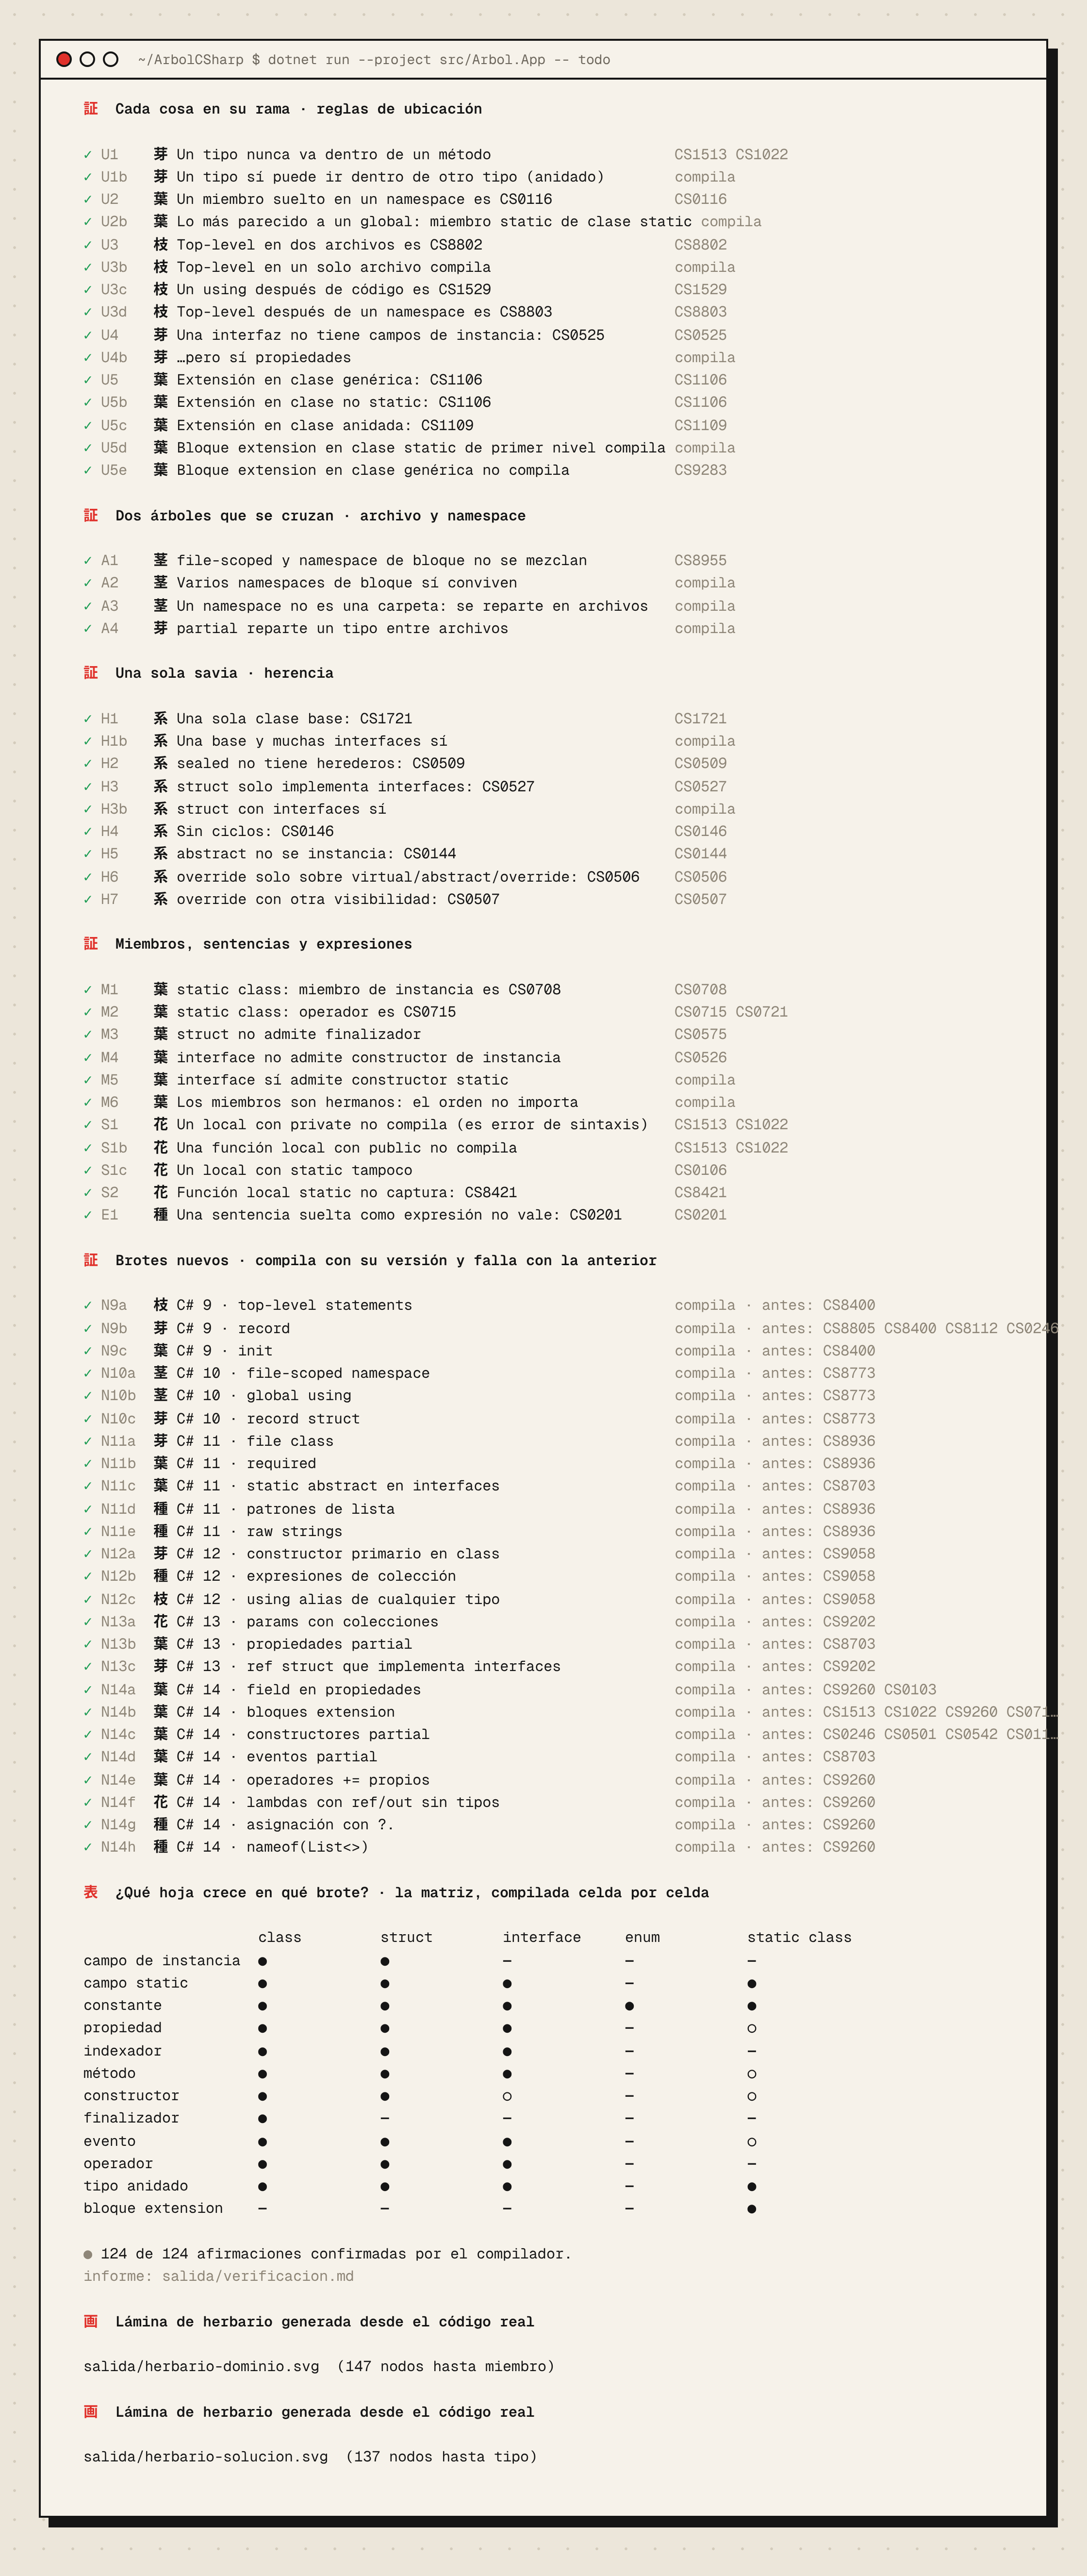 ~/ArbolCSharp $ dotnet run --project src/Arbol.App -- todo
証 Cada cosa en su rama · reglas de ubicación
✓ U1 芽 Un tipo nunca va dentro de un método CS1513 CS1022
✓ U1b 芽 Un tipo sí puede ir dentro de otro tipo (anidado) compila
✓ U2 葉 Un miembro suelto en un namespace es CS0116 CS0116
✓ U2b 葉 Lo más parecido a un global: miembro static de clase static compila
✓ U3 枝 Top-level en dos archivos es CS8802 CS8802
✓ U3b 枝 Top-level en un solo archivo compila compila
✓ U3c 枝 Un using después de código es CS1529 CS1529
✓ U3d 枝 Top-level después de un namespace es CS8803 CS8803
✓ U4 芽 Una interfaz no tiene campos de instancia: CS0525 CS0525
✓ U4b 芽 …pero sí propiedades compila
✓ U5 葉 Extensión en clase genérica: CS1106 CS1106
✓ U5b 葉 Extensión en clase no static: CS1106 CS1106
✓ U5c 葉 Extensión en clase anidada: CS1109 CS1109
✓ U5d 葉 Bloque extension en clase static de primer nivel compila compila
✓ U5e 葉 Bloque extension en clase genérica no compila CS9283
証 Dos árboles que se cruzan · archivo y namespace
✓ A1 茎 file-scoped y namespace de bloque no se mezclan CS8955
✓ A2 茎 Varios namespaces de bloque sí conviven compila
✓ A3 茎 Un namespace no es una carpeta: se reparte en archivos compila
✓ A4 芽 partial reparte un tipo entre archivos compila
証 Una sola savia · herencia
✓ H1 系 Una sola clase base: CS1721 CS1721
✓ H1b 系 Una base y muchas interfaces sí compila
✓ H2 系 sealed no tiene herederos: CS0509 CS0509
✓ H3 系 struct solo implementa interfaces: CS0527 CS0527
✓ H3b 系 struct con interfaces sí compila
✓ H4 系 Sin ciclos: CS0146 CS0146
✓ H5 系 abstract no se instancia: CS0144 CS0144
✓ H6 系 override solo sobre virtual/abstract/override: CS0506 CS0506
✓ H7 系 override con otra visibilidad: CS0507 CS0507
証 Miembros, sentencias y expresiones
✓ M1 葉 static class: miembro de instancia es CS0708 CS0708
✓ M2 葉 static class: operador es CS0715 CS0715 CS0721
✓ M3 葉 struct no admite finalizador CS0575
✓ M4 葉 interface no admite constructor de instancia CS0526
✓ M5 葉 interface sí admite constructor static compila
✓ M6 葉 Los miembros son hermanos: el orden no importa compila
✓ S1 花 Un local con private no compila (es error de sintaxis) CS1513 CS1022
✓ S1b 花 Una función local con public no compila CS1513 CS1022
✓ S1c 花 Un local con static tampoco CS0106
✓ S2 花 Función local static no captura: CS8421 CS8421
✓ E1 種 Una sentencia suelta como expresión no vale: CS0201 CS0201
証 Brotes nuevos · compila con su versión y falla con la anterior
✓ N9a 枝 C# 9 · top-level statements compila · antes: CS8400
✓ N9b 芽 C# 9 · record compila · antes: CS8805 CS8400 CS8112 CS0246
✓ N9c 葉 C# 9 · init compila · antes: CS8400
✓ N10a 茎 C# 10 · file-scoped namespace compila · antes: CS8773
✓ N10b 茎 C# 10 · global using compila · antes: CS8773
✓ N10c 芽 C# 10 · record struct compila · antes: CS8773
✓ N11a 芽 C# 11 · file class compila · antes: CS8936
✓ N11b 葉 C# 11 · required compila · antes: CS8936
✓ N11c 葉 C# 11 · static abstract en interfaces compila · antes: CS8703
✓ N11d 種 C# 11 · patrones de lista compila · antes: CS8936
✓ N11e 種 C# 11 · raw strings compila · antes: CS8936
✓ N12a 芽 C# 12 · constructor primario en class compila · antes: CS9058
✓ N12b 種 C# 12 · expresiones de colección compila · antes: CS9058
✓ N12c 枝 C# 12 · using alias de cualquier tipo compila · antes: CS9058
✓ N13a 花 C# 13 · params con colecciones compila · antes: CS9202
✓ N13b 葉 C# 13 · propiedades partial compila · antes: CS8703
✓ N13c 芽 C# 13 · ref struct que implementa interfaces compila · antes: CS9202
✓ N14a 葉 C# 14 · field en propiedades compila · antes: CS9260 CS0103
✓ N14b 葉 C# 14 · bloques extension compila · antes: CS1513 CS1022 CS9260 CS071…
✓ N14c 葉 C# 14 · constructores partial compila · antes: CS0246 CS0501 CS0542 CS011…
✓ N14d 葉 C# 14 · eventos partial compila · antes: CS8703
✓ N14e 葉 C# 14 · operadores += propios compila · antes: CS9260
✓ N14f 花 C# 14 · lambdas con ref/out sin tipos compila · antes: CS9260
✓ N14g 種 C# 14 · asignación con ?. compila · antes: CS9260
✓ N14h 種 C# 14 · nameof(List<>) compila · antes: CS9260
表 ¿Qué hoja crece en qué brote? · la matriz, compilada celda por celda
class struct interface enum static class
campo de instancia ● ● — — —
campo static ● ● ● — ●
constante ● ● ● ● ●
propiedad ● ● ● — ○
indexador ● ● ● — —
método ● ● ● — ○
constructor ● ● ○ — ○
finalizador ● — — — —
evento ● ● ● — ○
operador ● ● ● — —
tipo anidado ● ● ● — ●
bloque extension — — — — ●
● 124 de 124 afirmaciones confirmadas por el compilador.
informe: salida/verificacion.md
画 Lámina de herbario generada desde el código real
salida/herbario-dominio.svg (147 nodos hasta miembro)
画 Lámina de herbario generada desde el código real
salida/herbario-solucion.svg (137 nodos hasta tipo)